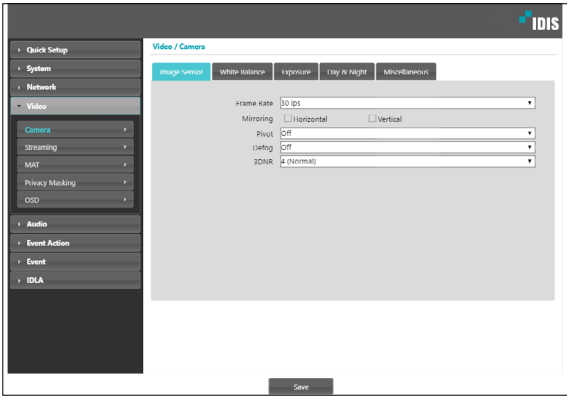 IDIS
Quick Setup
System
Network
Video
Camera
Streaming
MAT
Privacy Masking
OSD
Audio
Event Action
Event
IDLA
Video / Camera
Image Sensor White Balance Exposure Day & Night Miscellaneous
Frame Rate 30 ips
Mirroring Horizontal Vertical
Pivot Off
Defog Off
3DNR 4 (Normal)
Save